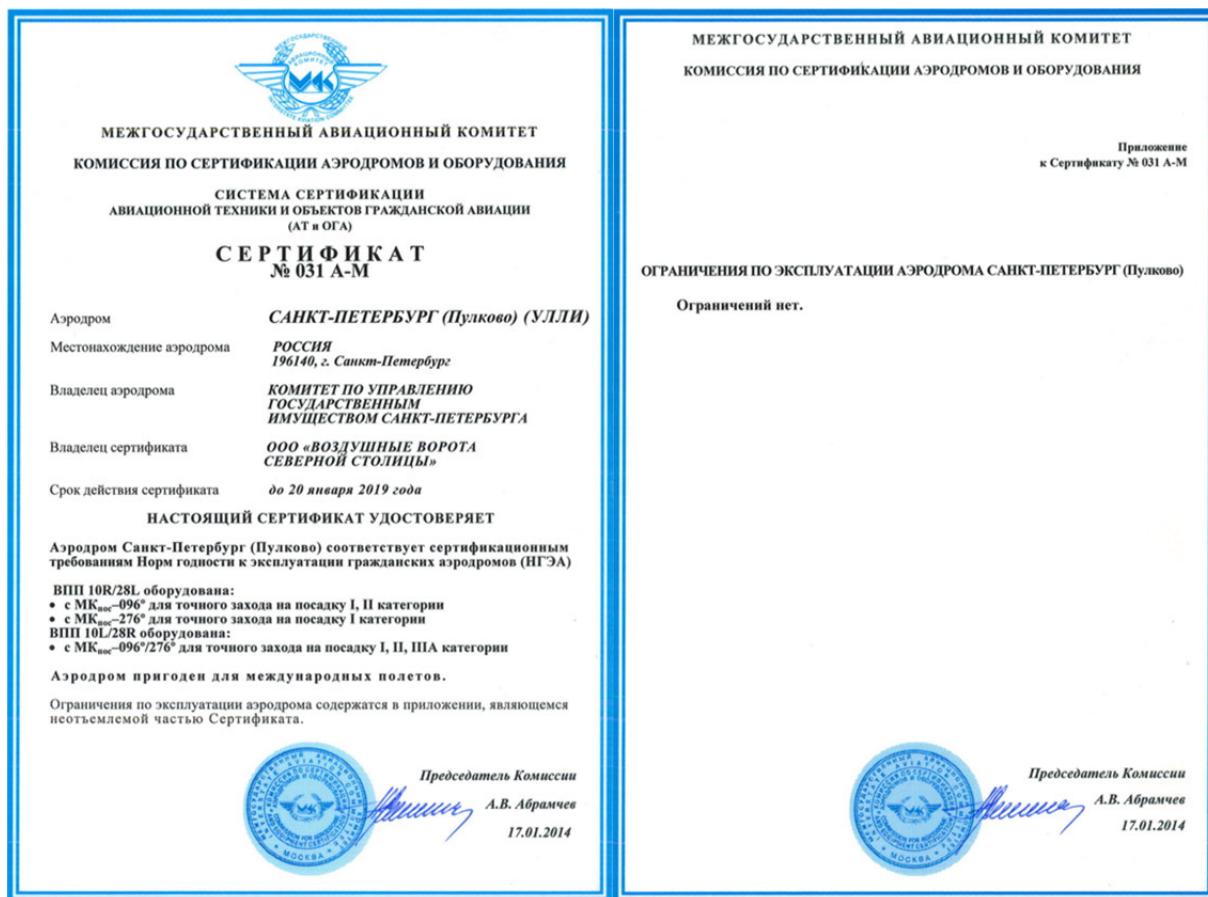 МЕЖГОСУДАРСТВЕННЫЙ АВИАЦИОННЫЙ КОМИТЕТ
КОМИССИЯ ПО СЕРТИФИКАЦИИ АЭРОДРОМОВ И ОБОРУДОВАНИЯ
СИСТЕМА СЕРТИФИКАЦИИ
АВИАЦИОННОЙ ТЕХНИКИ И ОБЪЕКТОВ ГРАЖДАНСКОЙ АВИАЦИИ
(АТ и ОГА)
СЕРТИФИКАТ
№ 031 А-М
Аэродром САНКТ-ПЕТЕРБУРГ (Пулково) (УЛЛИ)
Местонахождение аэродрома РОССИЯ
196140, г. Санкт-Петербург
Владелец аэродрома КОМИТЕТ ПО УПРАВЛЕНИЮ
ГОСУДАРСТВЕННЫМ
ИМУЩЕСТВОМ САНКТ-ПЕТЕРБУРГА
Владелец сертификата ООО «ВОЗДУШНЫЕ ВОРОТА
СЕВЕРНОЙ СТОЛИЦЫ»
Срок действия сертификата до 20 января 2019 года
НАСТОЯЩИЙ СЕРТИФИКАТ УДОСТОВЕРЯЕТ
Аэродром Санкт-Петербург (Пулково) соответствует сертификационным
требованиям Норм годности к эксплуатации гражданских аэродромов (НГЭА)
ВПП 10R/28L оборудована:
• с МКпос–096° для точного захода на посадку I, II категории
• с МКпос–276° для точного захода на посадку I категории
ВПП 10L/28R оборудована:
• с МКпос–096°/276° для точного захода на посадку I, II, IIIА категории
Аэродром пригоден для международных полетов.
Ограничения по эксплуатации аэродрома содержатся в приложении, являющемся
неотъемлемой частью Сертификата.
Председатель Комиссии
А.В. Абрамчев
17.01.2014
МОСКВА
МЕЖГОСУДАРСТВЕННЫЙ АВИАЦИОННЫЙ КОМИТЕТ
КОМИССИЯ ПО СЕРТИФИКАЦИИ АЭРОДРОМОВ И ОБОРУДОВАНИЯ
Приложение
к Сертификату № 031 А-М
ОГРАНИЧЕНИЯ ПО ЭКСПЛУАТАЦИИ АЭРОДРОМА САНКТ-ПЕТЕРБУРГ (Пулково)
Ограничений нет.
Председатель Комиссии
А.В. Абрамчев
17.01.2014
МОСКВА